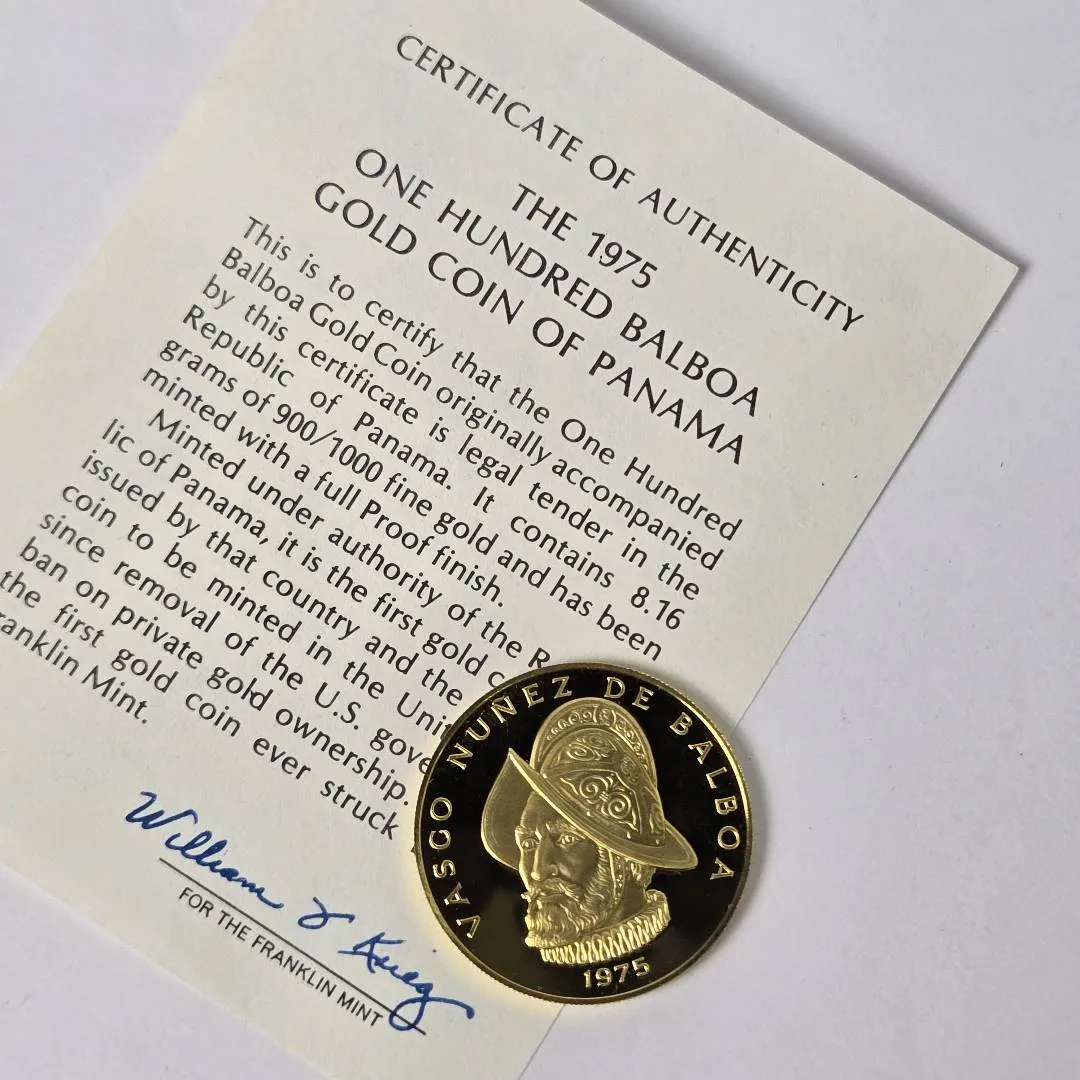 CERTIFICATE OF AUTHENTICITY
THE 1975
ONE HUNDRED BALBOA
GOLD COIN OF PANAMA
This is to certify that the One Hundred
Balboa Gold Coin originally accompanied
by this certificate is legal tender in the
Republic of Panama. It contains 8.16
grams of 900/1000 fine gold and has been
minted with a full Proof finish.
Minted under authority of the R
lic of Panama, it is the first gold c
issued by that country and the
coin to be minted in the Unit
since removal of the U.S. gove
ban on private gold ownership.
the first gold coin ever struck
ranklin Mint.
William J Krieg
FOR THE FRANKLIN MINT
VASCO NUÑEZ DE BALBOA
1975